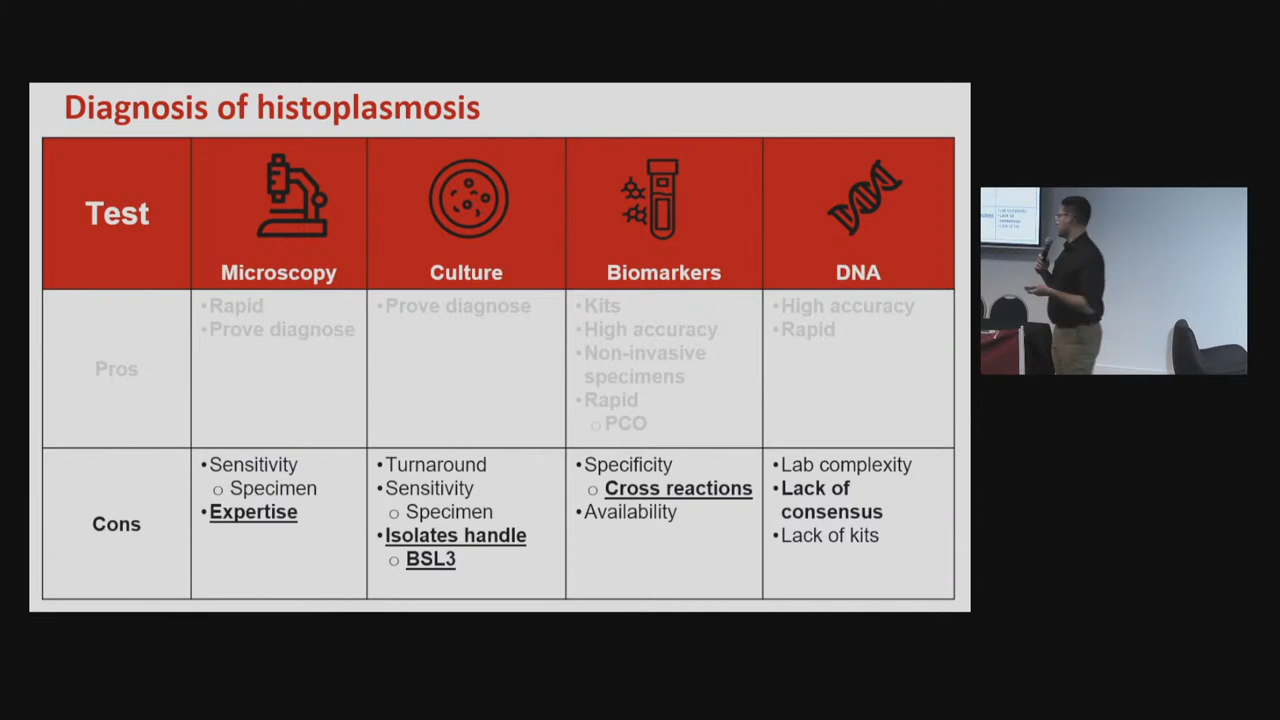 Diagnosis of histoplasmosis
Test
Microscopy
Culture
Biomarkers
DNA
Pros
•Rapid
•Prove diagnose
•Prove diagnose
•Kits
•High accuracy
•Non-invasive
specimens
•Rapid
○ PCO
•High accuracy
•Rapid
Cons
•Sensitivity
○ Specimen
•Expertise
•Turnaround
•Sensitivity
○ Specimen
•Isolates handle
○ BSL3
•Specificity
○ Cross reactions
•Availability
•Lab complexity
•Lack of
consensus
•Lack of kits